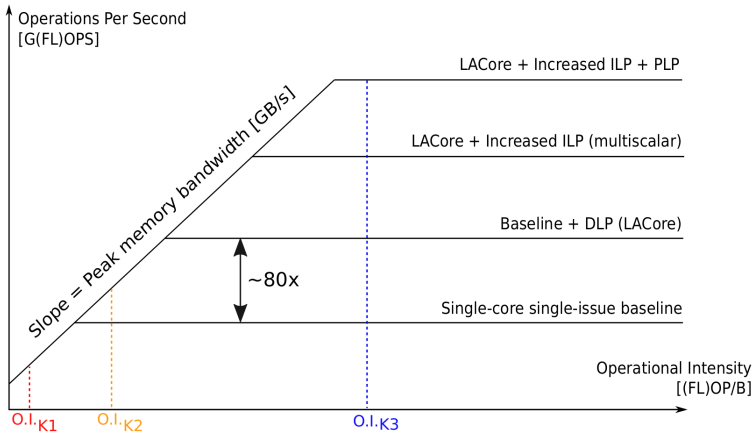 Operations Per Second
[G(FL)OPS]
LACore + Increased ILP + PLP
Slope = Peak memory bandwidth [GB/s]
LACore + Increased ILP (multiscalar)
Baseline + DLP (LACore)
~80x
Single-core single-issue baseline
Operational Intensity
[(FL)OP/B]
O.I.K1
O.I.K2
O.I.K3